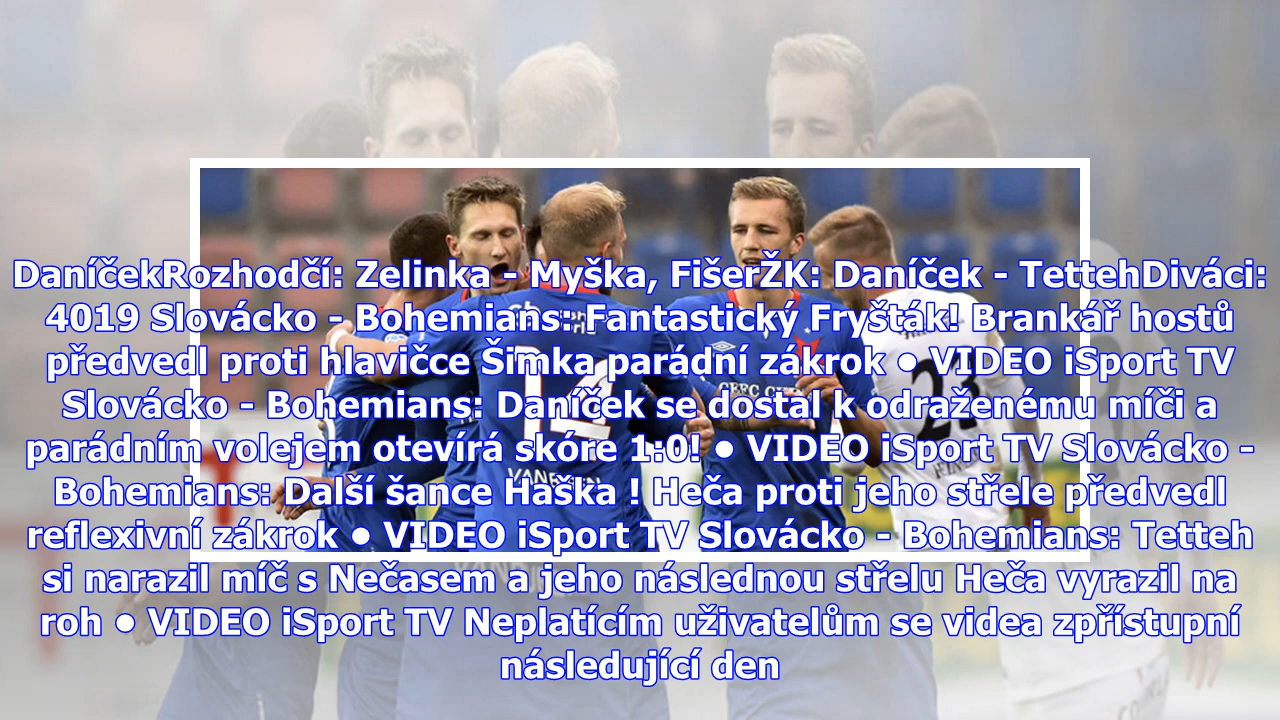 DaníčekRozhodčí: Zelinka - Myška, FišerŽK: Daníček - TettehDiváci:
4019 Slovácko - Bohemians: Fantastický Fryšták! Brankář hostů
předvedl proti hlavičce Šimka parádní zákrok ● VIDEO iSport TV
Slovácko - Bohemians: Daníček se dostal k odraženému míči a
parádním volejem otevírá skóre 1:0! ● VIDEO iSport TV Slovácko -
Bohemians: Další šance Haška ! Heča proti jeho střele předvedl
reflexivní zákrok ● VIDEO iSport TV Slovácko - Bohemians: Tetteh
si narazil míč s Nečasem a jeho následnou střelu Heča vyrazil na
roh ● VIDEO iSport TV Neplatícím uživatelům se videa zpřístupní
následující den
14
23